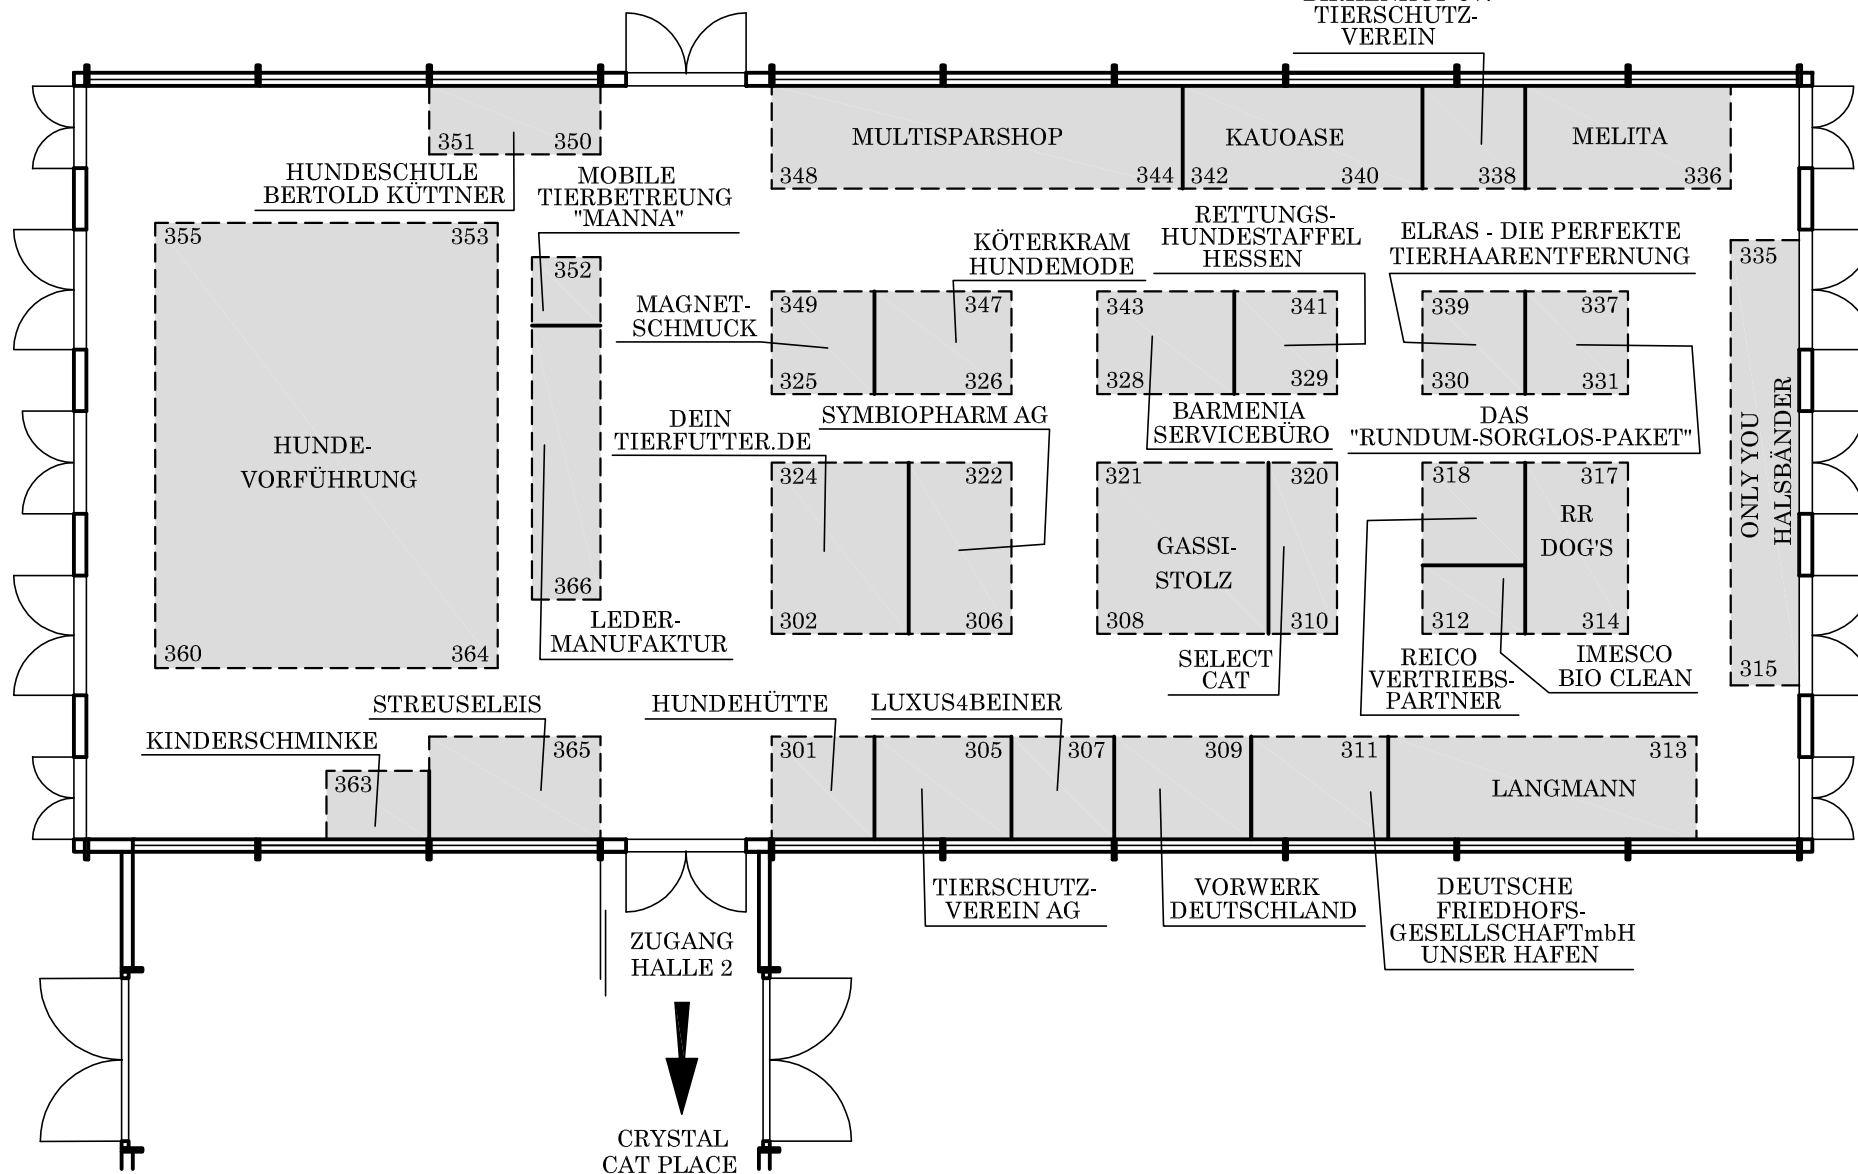 TIERSCHUTZ-
VEREIN
351
350
HUNDESCHULE
BERTOLD KÜTTNER
MOBILE
TIERBETREUNG
"MANNA"
MULTISPARSHOP
348
344
KAUOASE
342
340
338
MELITA
336
355
353
360
364
HUNDE-
VORFÜHRUNG
352
366
LEDER-
MANUFAKTUR
MAGNET-
SCHMUCK
KÖTERKRAM
HUNDEMODE
349
347
325
326
RETTUNGS-
HUNDESTAFFEL
HESSEN
343
341
328
329
BARMENIA
SERVICEBÜRO
ELRAS - DIE PERFEKTE
TIERHAARENTFERNUNG
339
337
330
331
DAS
"RUNDUM-SORGLOS-PAKET"
335
ONLY YOU
HALSBÄNDER
315
DEIN
TIERFUTTER.DE
SYMBIOPHARM AG
324
322
302
306
321
320
GASSI-
STOLZ
308
310
SELECT
CAT
318
317
RR
DOG'S
312
314
REICO
VERTRIEBS-
PARTNER
IMESCO
BIO CLEAN
KINDERSCHMINKE
STREUSELEIS
363
365
HUNDEHÜTTE
LUXUS4BEINER
301
305
307
309
311
313
LANGMANN
TIERSCHUTZ-
VEREIN AG
VORWERK
DEUTSCHLAND
DEUTSCHE
FRIEDHOFS-
GESELLSCHAFTmbH
UNSER HAFEN
ZUGANG
HALLE 2
CRYSTAL
CAT PLACE